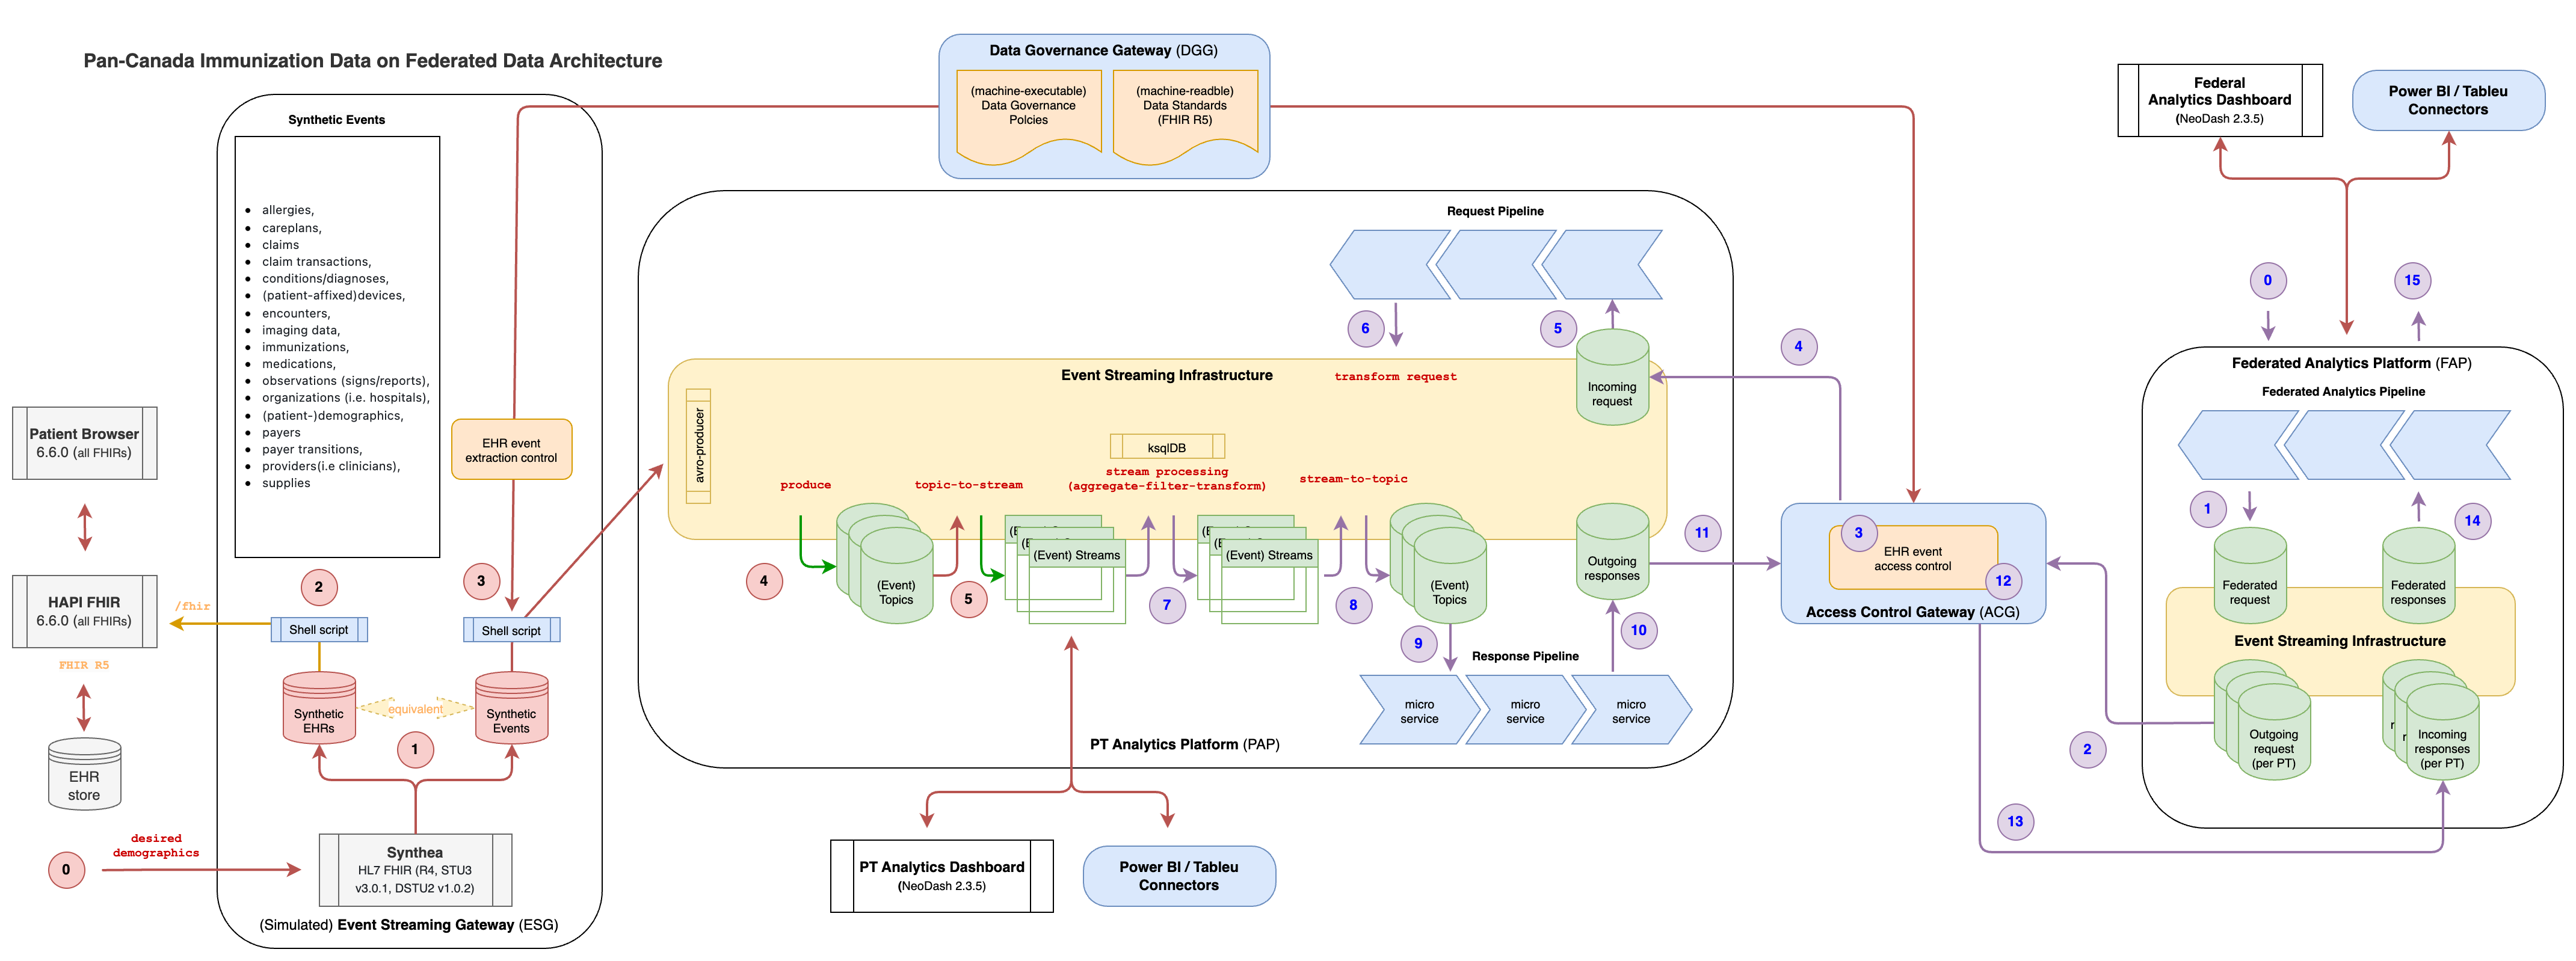 Pan-Canada Immunization Data on Federated Data Architecture
Synthetic Events
allergies,
careplans,
claims
claim transactions,
conditions/diagnoses,
(patient-affixed)devices,
encounters,
imaging data,
immunizations,
medications,
observations (signs/reports),
organizations (i.e. hospitals),
(patient-)demographics,
payers
payer transitions,
providers(i.e clinicians),
supplies
EHR event
extraction control
Patient Browser
6.6.0 (all FHIRs)
HAPI FHIR
6.6.0 (all FHIRs)
FHIR R5
/fhir
EHR
store
2
3
Shell script
Shell script
Synthetic
EHRs
equivalent
Synthetic
Events
1
0
desired
demographics
Synthea
HL7 FHIR (R4, STU3
v3.0.1, DSTU2 v1.0.2)
(Simulated) Event Streaming Gateway (ESG)
Data Governance Gateway (DGG)
(machine-executable)
Data Governance
Polcies
(machine-readble)
Data Standards
(FHIR R5)
Request Pipeline
6
5
Event Streaming Infrastructure
transform request
Incoming
request
avro-producer
ksqlDB
produce
topic-to-stream
stream processing
(aggregate-filter-transform)
stream-to-topic
4
(Event)
Topics
5
(E
(E
(Event) Streams
7
(E
(E
(Event) Streams
8
(Event)
Topics
Outgoing
responses
9
10
Response Pipeline
micro
service
micro
service
micro
service
PT Analytics Platform (PAP)
PT Analytics Dashboard
(NeoDash 2.3.5)
Power BI / Tableu
Connectors
4
11
3
EHR event
access control
12
Access Control Gateway (ACG)
2
13
Federal
Analytics Dashboard
(NeoDash 2.3.5)
Power BI / Tableu
Connectors
0
15
Federated Analytics Platform (FAP)
Federated Analytics Pipeline
1
14
Federated
request
Federated
responses
Event Streaming Infrastructure
Outgoing
request
(per PT)
r
r
Incoming
responses
(per PT)